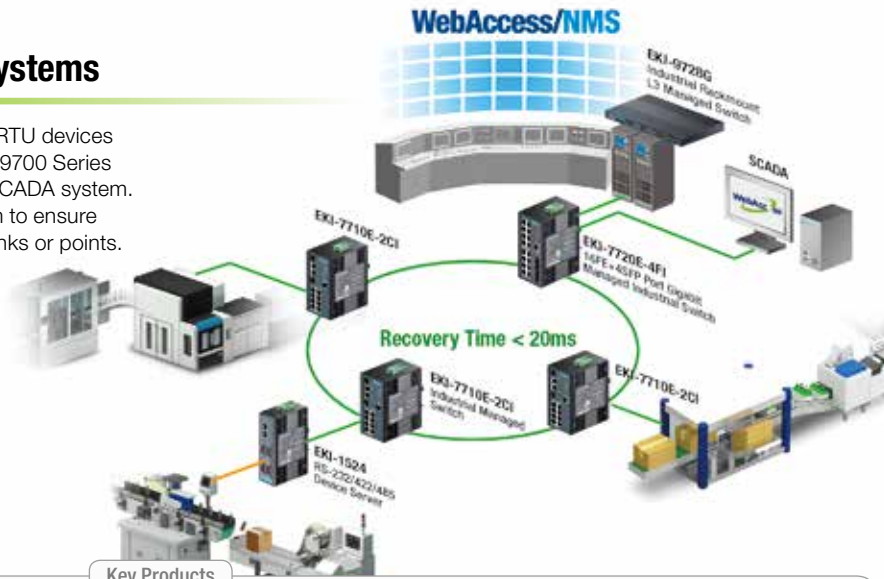 WebAccess/NMS
ystems
EKI-9728G
Industrial Rackmount
L3 Managed Switch
RTU devices
9700 Series
CADA system.
n to ensure
nks or points.
SCADA
EKI-7710E-2CI
EKI-7720E-4FI
16FE+4SFP Port Gigabit
Managed Industrial Switch
Recovery Time < 20ms
EKI-7710E-2CI
Industrial Managed
Switch
EKI-7710E-2CI
EKI-1524
RS-232/422/485
Device Server
Key Products